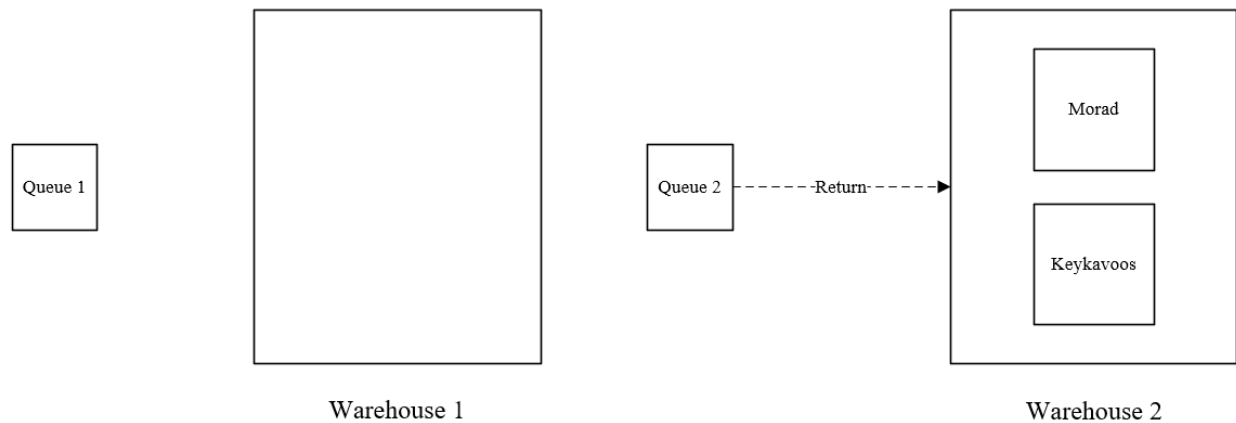 Morad
Queue 1
Queue 2
Return
Keykavoos
Warehouse 1
Warehouse 2